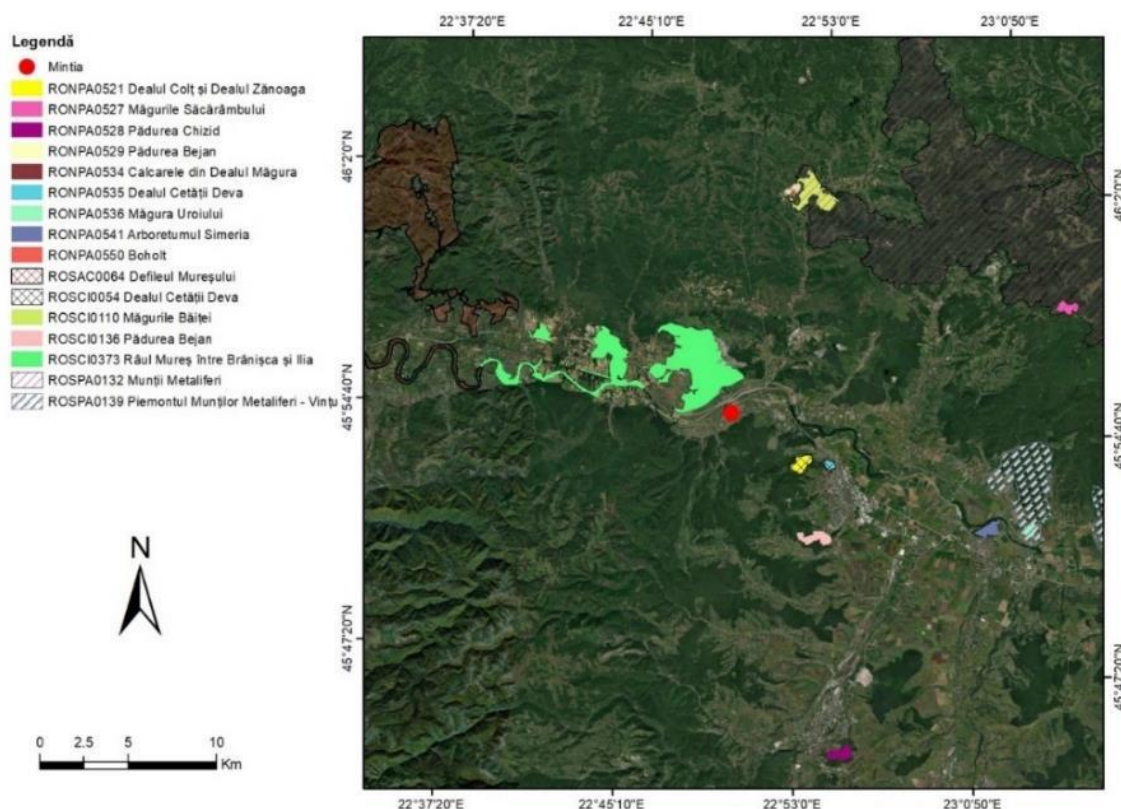 22°37'20"E 22°45'10"E 22°53'0"E 23°0'50"E
Legendă
Mintia
RONPA0521 Dealul Colț și Dealul Zănoaga
RONPA0527 Măgurile Săcărâmbului
RONPA0528 Pădurea Chizid
RONPA0529 Pădurea Bejan
RONPA0534 Calcarele din Dealul Măgura
RONPA0535 Dealul Cetății Deva
RONPA0536 Măgura Uroiului
RONPA0541 Arboretumul Simeria
RONPA0550 Boholt
ROSAC0064 Defileul Mureșului
ROSCI0054 Dealul Cetății Deva
ROSCI0110 Măgurile Băiței
ROSCI0136 Pădurea Bejan
ROSCI0373 Râul Mureș între Brănișca și Ilia
ROSPA0132 Munții Metaliferi
ROSPA0139 Piemontul Munților Metaliferi - Vințu
46°2'0"N
46°2'0"N
45°54'40"N
45°54'40"N
45°47'20"N
45°47'20"N
N
0 2.5 5 10
Km
22°37'20"E 22°45'10"E 22°53'0"E 23°0'50"E